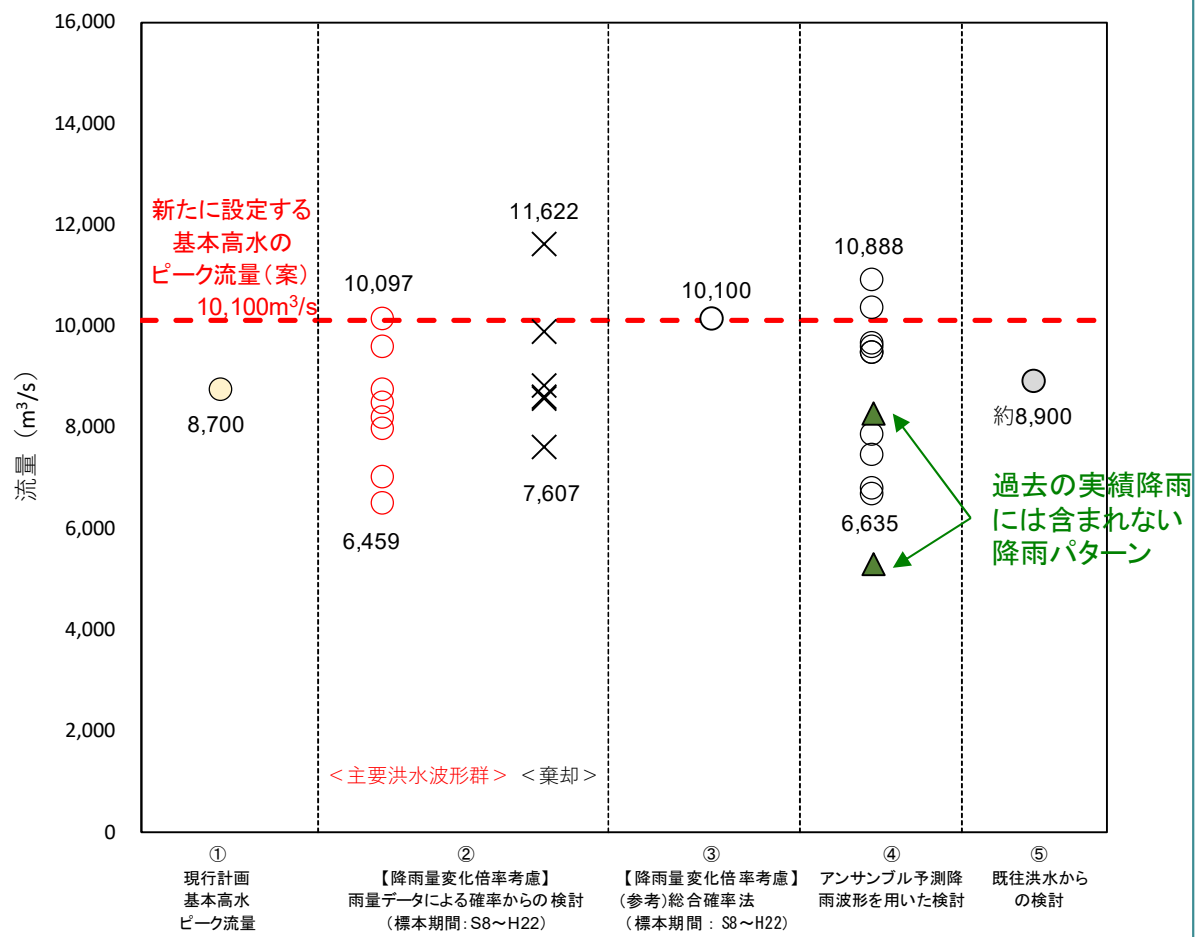 16,000
14,000
12,000
10,000
8,000
6,000
4,000
2,000
0
流量（m³/s）
新たに設定する
基本高水の
ピーク流量（案）
10,100m³/s
8,700
10,097
6,459
11,622
7,607
＜主要洪水波形群＞
＜棄却＞
10,100
10,888
6,635
約8,900
過去の実績降雨
には含まれない
降雨パターン
①
現行計画
基本高水
ピーク流量
②
【降雨量変化倍率考慮】
雨量データによる確率からの検討
（標本期間：S8～H22）
③
【降雨量変化倍率考慮】
(参考)総合確率法
（標本期間： S8～H22）
④
アンサンブル予測降
雨波形を用いた検討
⑤
既往洪水から
の検討